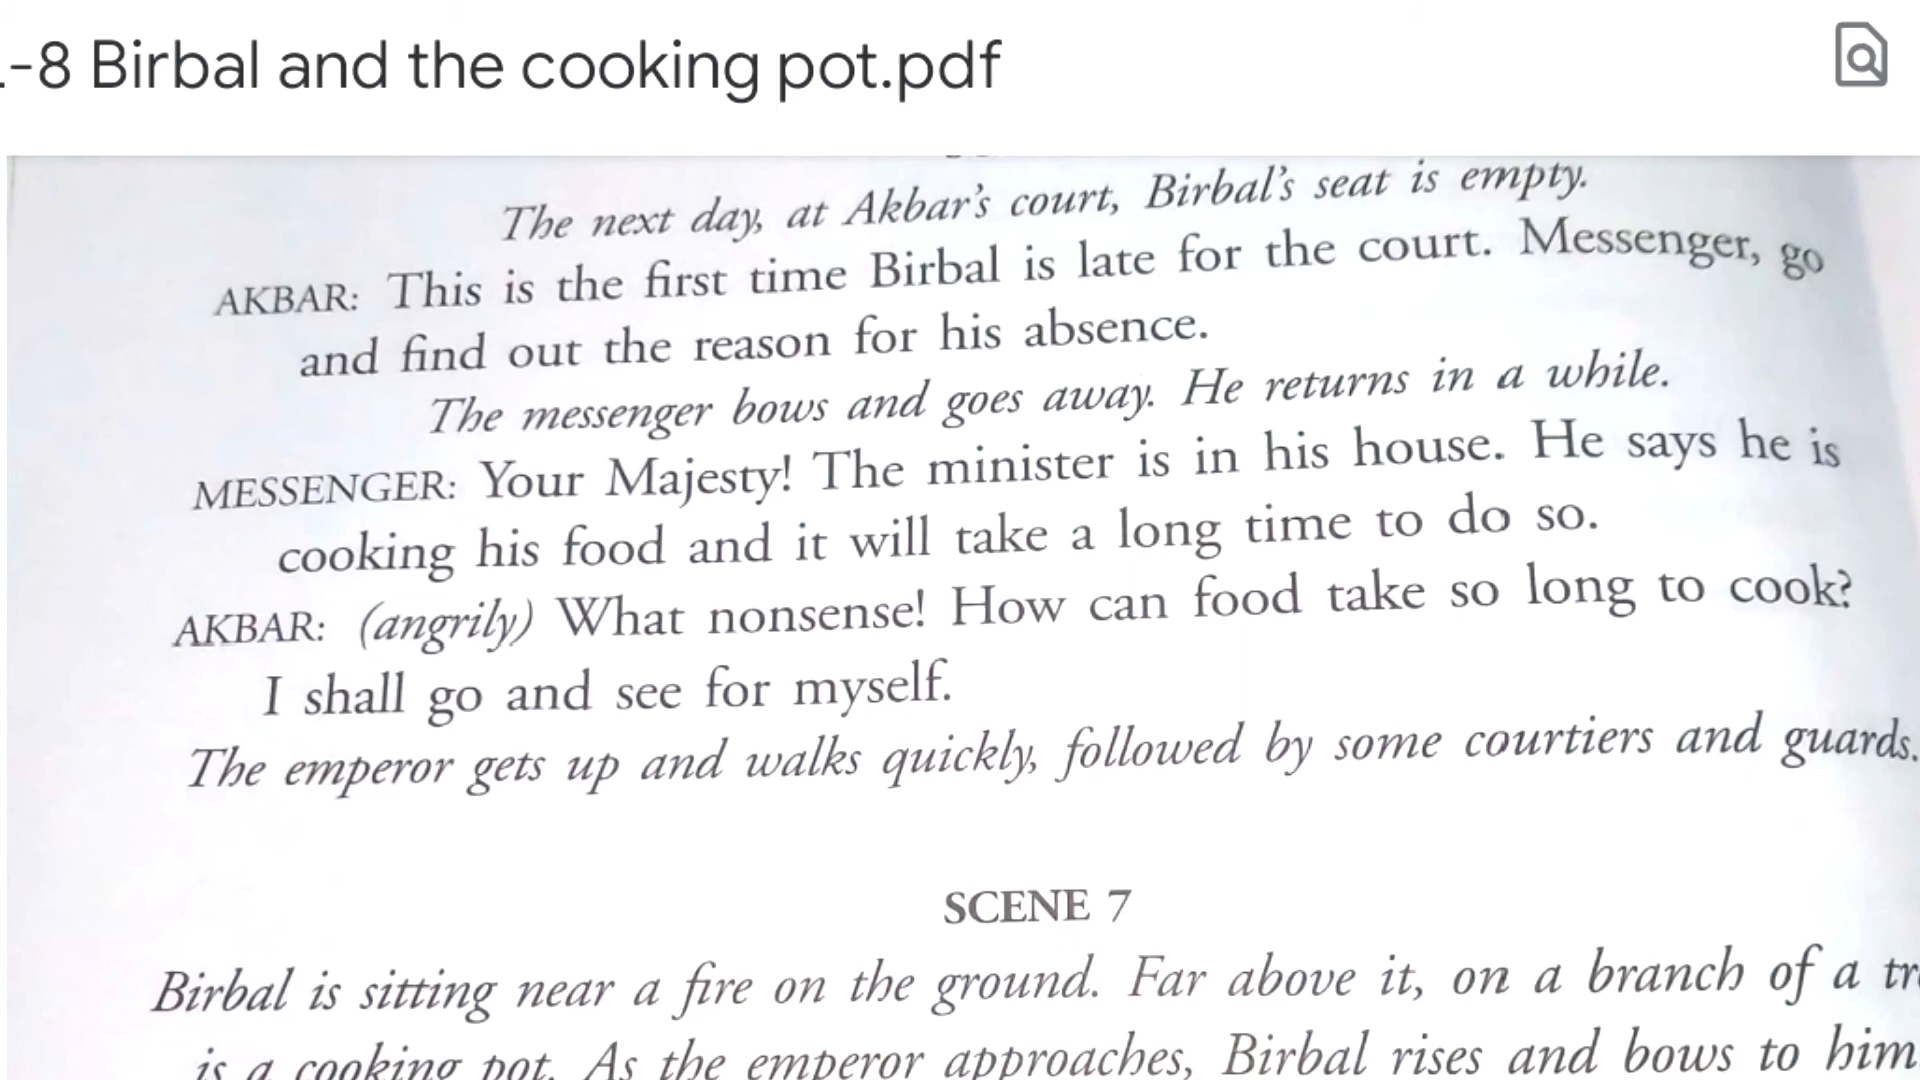 -8 Birbal and the cooking pot.pdf
The next day, at Akbar's court, Birbal's seat is empty.
AKBAR: This is the first time Birbal is late for the court. Messenger, go
and find out the reason for his absence.
The messenger bows and goes away. He returns in a while.
MESSENGER: Your Majesty! The minister is in his house. He says he is
cooking his food and it will take a long time to do so.
AKBAR: (angrily) What nonsense! How can food take so long to cook?
I shall go and see for myself.
The emperor gets up and walks quickly, followed by some courtiers and guards.
SCENE 7
Birbal is sitting near a fire on the ground. Far above it, on a branch of a
is a cooking pot. As the emperor approaches, Birbal rises and bows to him